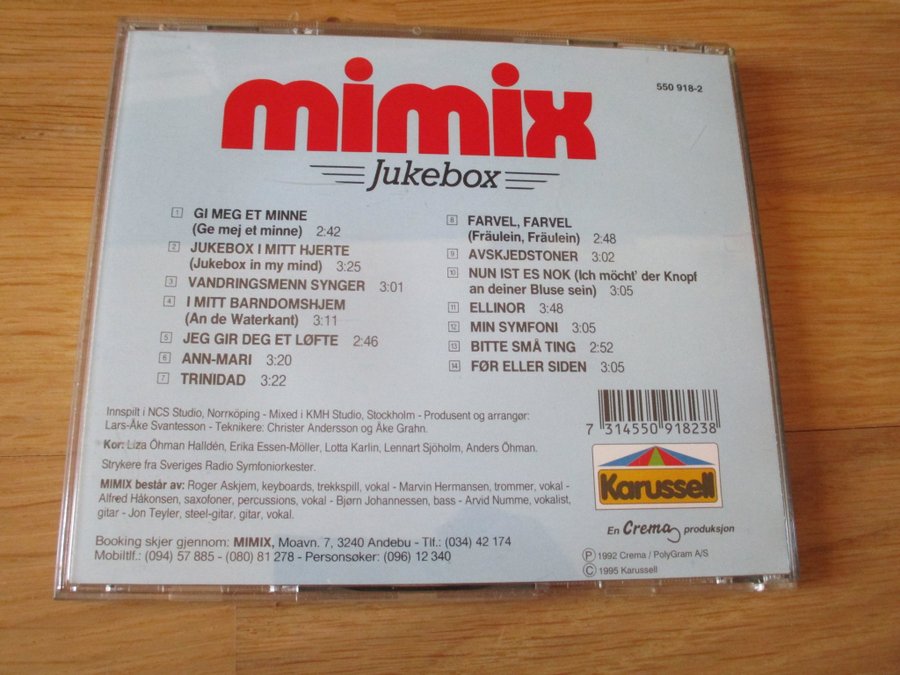 mimix
550 918-2
Jukebox
1 GI MEG ET MINNE
(Ge mej et minne) 2:42
2 JUKEBOX I MITT HJERTE
(Jukebox in my mind) 3:25
3 VANDRINGSMENN SYNGER 3:01
4 I MITT BARNDOMSHJEM
(An de Waterkant) 3:11
5 JEG GIR DEG ET LØFTE 2:46
6 ANN-MARI 3:20
7 TRINIDAD 3:22
8 FARVEL, FARVEL
(Fräulein, Fräulein) 2:48
9 AVSKJEDSTONER 3:02
10 NUN IST ES NOK (Ich möcht' der Knopf
an deiner Bluse sein) 3:05
11 ELLINOR 3:48
12 MIN SYMFONI 3:05
13 BITTE SMÅ TING 2:52
14 FØR ELLER SIDEN 3:05
Innspilt i NCS Studio, Norrköping - Mixed i KMH Studio, Stockholm - Produsent og arrangør:
Lars-Åke Svantesson - Teknikere: Christer Andersson og Åke Grahn.
Kor: Liza Öhman Halldén, Erika Essen-Möller, Lotta Karlin, Lennart Sjöholm, Anders Öhman.
Strykere fra Sveriges Radio Symfoniorkester.
MIMIX består av: Roger Askjem, keyboards, trekkspill, vokal - Marvin Hermansen, trommer, vokal -
Alfred Håkonsen, saxofoner, percussions, vokal - Bjørn Johannessen, bass - Arvid Numme, vokalist,
gitar - Jon Teyler, steel-gitar, gitar, vokal.
Booking skjer gjennom: MIMIX, Moavn. 7, 3240 Andebu - Tlf.: (034) 42 174
Mobiltlf.: (094) 57 885 - (080) 81 278 - Personsøker: (096) 12 340
7 314550 918238
Karussell
En Crema produksjon
Ⓟ 1992 Crema / PolyGram A/S
© 1995 Karussell